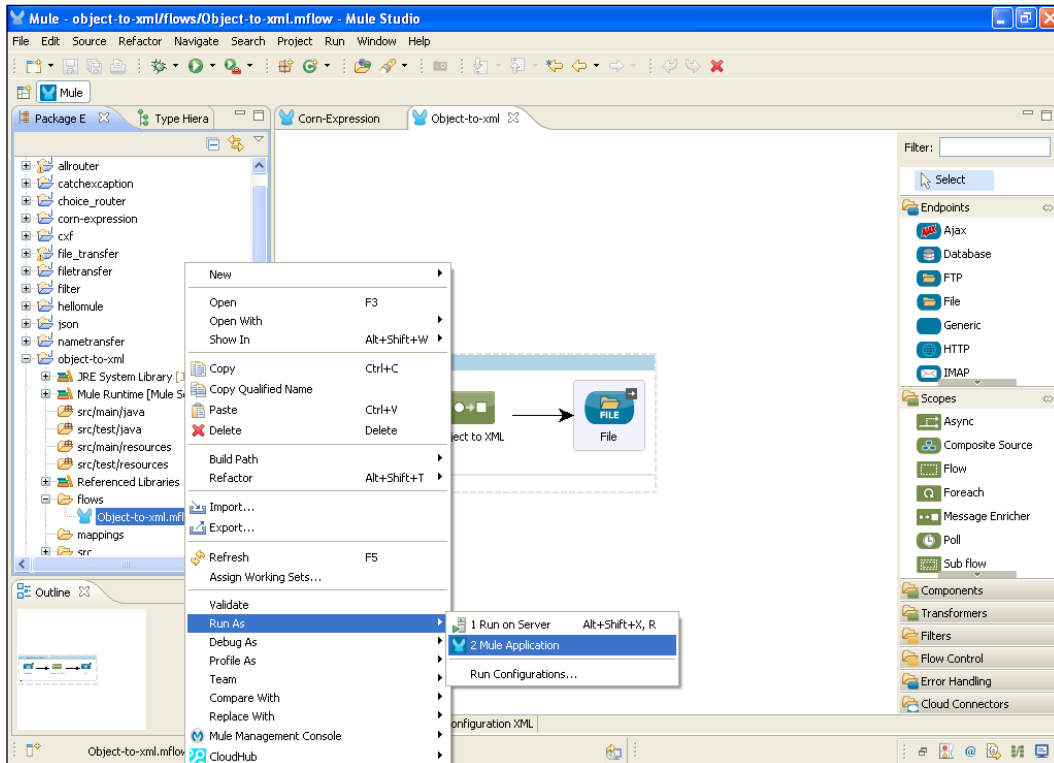 Mule - object-to-xml/flows/Object-to-xml.mflow - Mule Studio
File Edit Source Refactor Navigate Search Project Run Window Help
Mule
Package E
Type Hiera
Corn-Expression
Object-to-xml
allrouter
catchexcaption
choice_router
corn-expression
cxf
file_transfer
filetransfer
filter
hellomule
json
nametransfer
object-to-xml
JRE System Library [
Mule Runtime [Mule S
src/main/java
src/test/java
src/main/resources
src/test/resources
Referenced Libraries
flows
Object-to-xml.mfl
mappings
src
Outline
New
Open F3
Open With
Show In Alt+Shift+W
Copy Ctrl+C
Copy Qualified Name
Paste Ctrl+V
Delete Delete
Build Path
Refactor Alt+Shift+T
Import...
Export...
Refresh F5
Assign Working Sets...
Validate
Run As
Debug As
Profile As
Team
Compare With
Replace With
Mule Management Console
CloudHub
1 Run on Server Alt+Shift+X, R
2 Mule Application
Run Configurations...
ject to XML
FILE
File
onfiguration XML
Filter:
Select
Endpoints
Ajax
Ajax
Database
FTP
File
Generic
HTTP
IMAP
Scopes
Async
Composite Source
Flow
Foreach
Message Enricher
Poll
Sub flow
Components
Transformers
Filters
Flow Control
Error Handling
Cloud Connectors
Object-to-xml.mflow